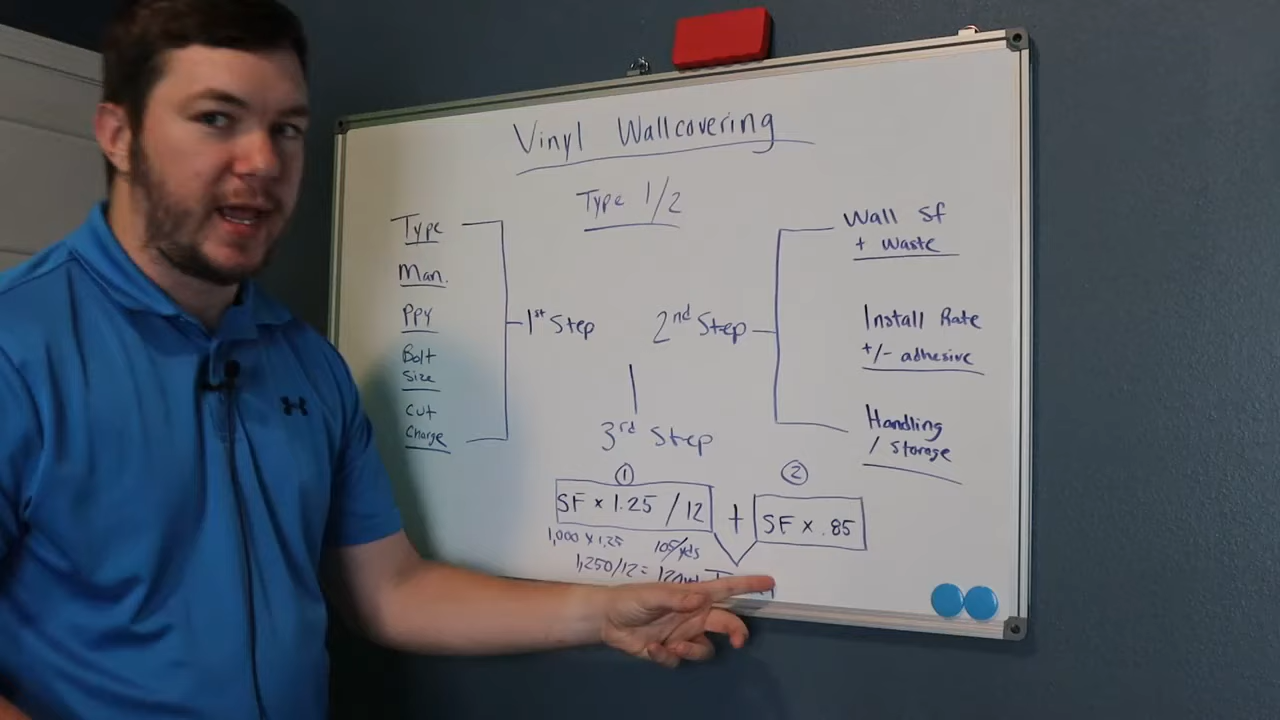 Vinyl Wallcovering
Type 1/2
Type
Man.
PPY
Bolt
Size
Cut
Charge
1st Step
2nd Step
Wall Sf
+ Waste
Install Rate
+/- adhesive
Handling
/ Storage
3rd Step
①
SF x 1.25 / 12
+
②
SF x .85
1,000 x 1.25
1,250/12 =
105/yds